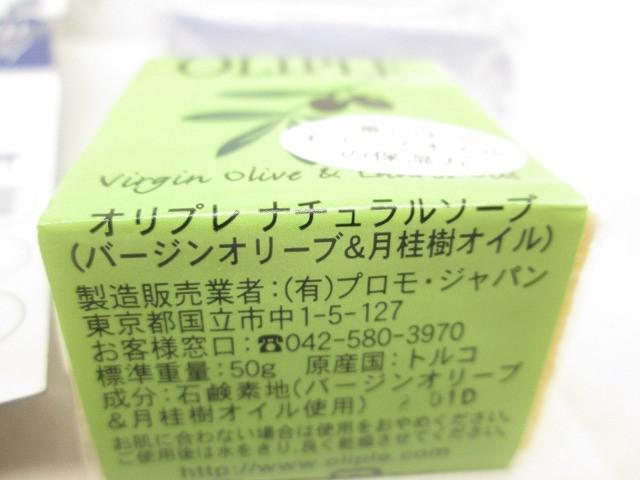 OLIPLE
の保湿力
Virgin Olive &
オリプレ ナチュラルソープ
(バージンオリーブ&月桂樹オイル)
製造販売業者:(有)プロモ・ジャパン
東京都国立市中1-5-127
お客様窓口:☎042-580-3970
標準重量:50g 原産国:トルコ
成分:石鹸素地(バージンオリーブ
&月桂樹オイル使用) 01D
お肌に合わない場合は使用をおやめください。
ご使用後は水をきり、良く乾燥させてください。
http://www.oliple.com